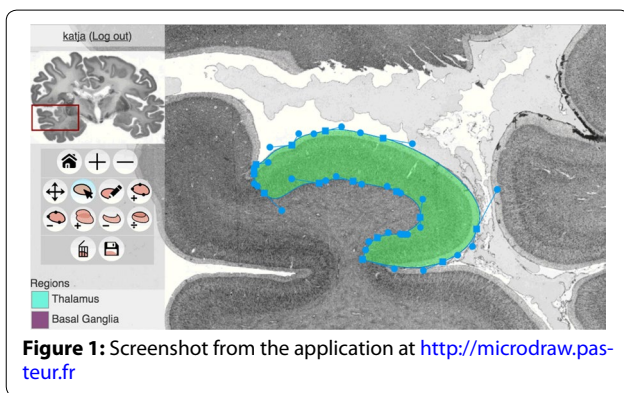 katja (Log out)
Regions
Thalamus
Basal Ganglia
Figure 1: Screenshot from the application at http://microdraw.pas-
teur.fr